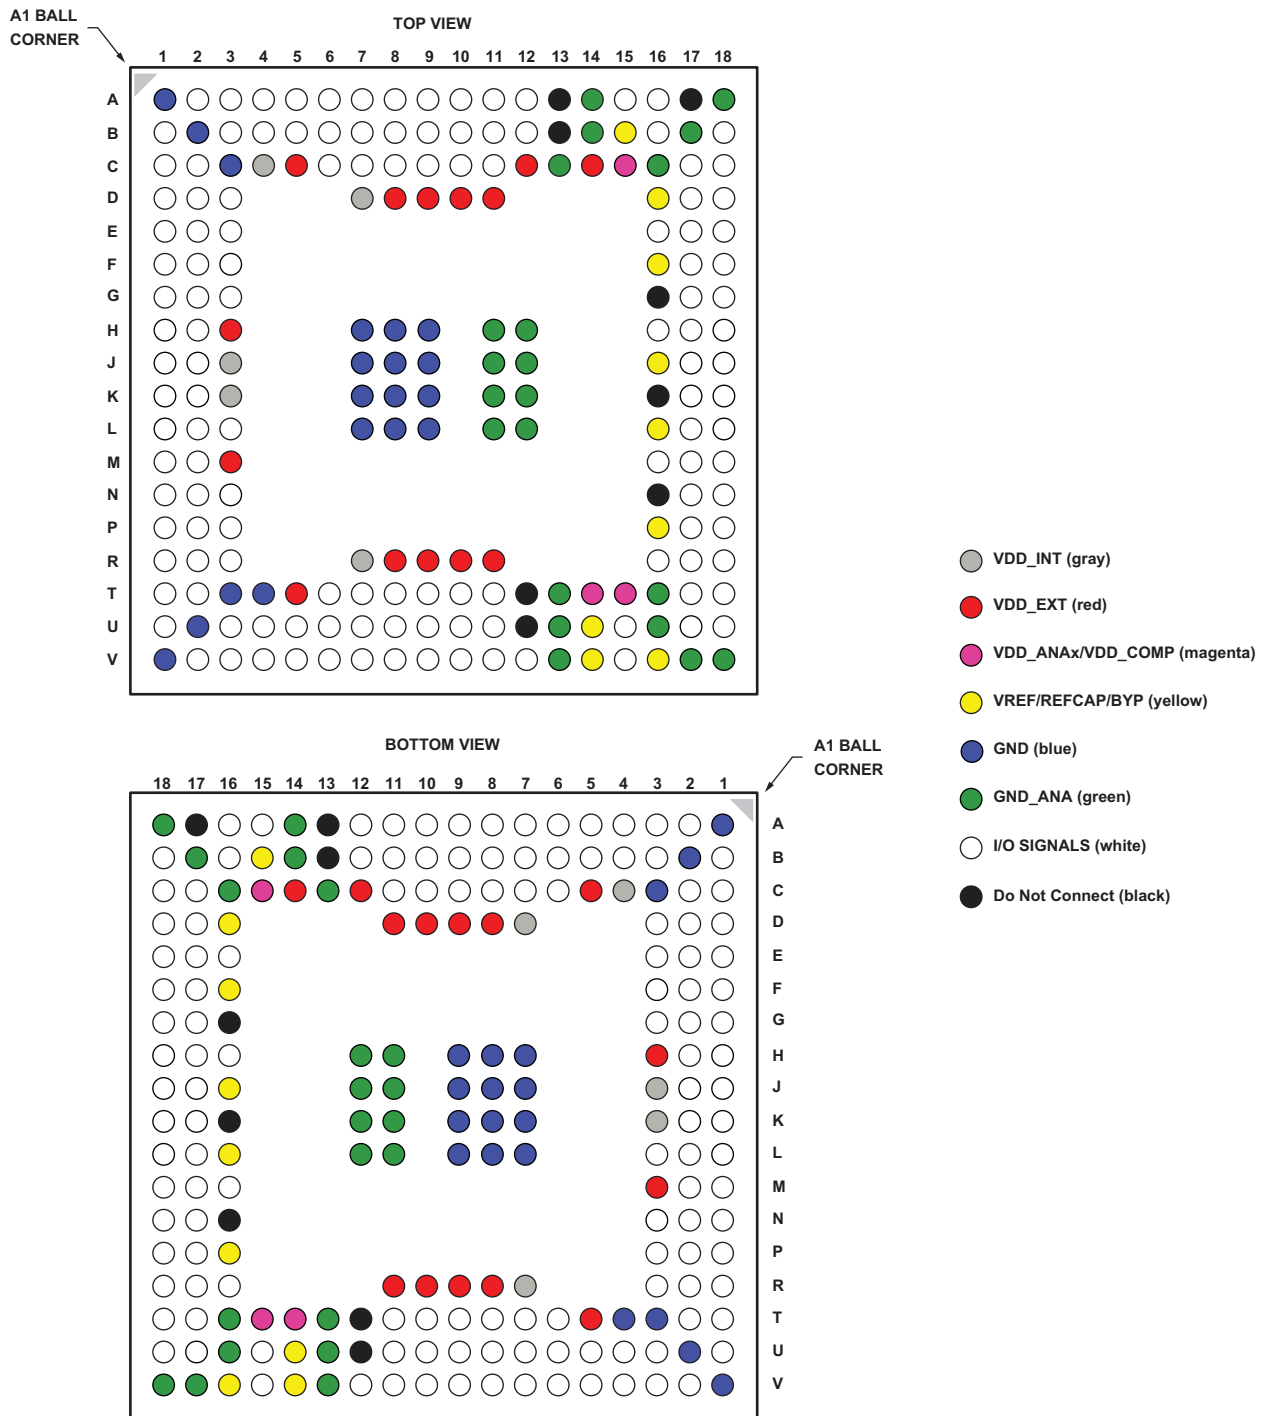 A1 BALL
CORNER
TOP VIEW
1 2 3 4 5 6 7 8 9 10 11 12 13 14 15 16 17 18
A
B
C
D
E
F
G
H
J
K
L
M
N
P
R
T
U
V
VDD_INT (gray)
VDD_EXT (red)
VDD_ANAx/VDD_COMP (magenta)
VREF/REFCAP/BYP (yellow)
GND (blue)
GND_ANA (green)
I/O SIGNALS (white)
Do Not Connect (black)
BOTTOM VIEW
A1 BALL
CORNER
18 17 16 15 14 13 12 11 10 9 8 7 6 5 4 3 2 1
A
B
C
D
E
F
G
H
J
K
L
M
N
P
R
T
U
V